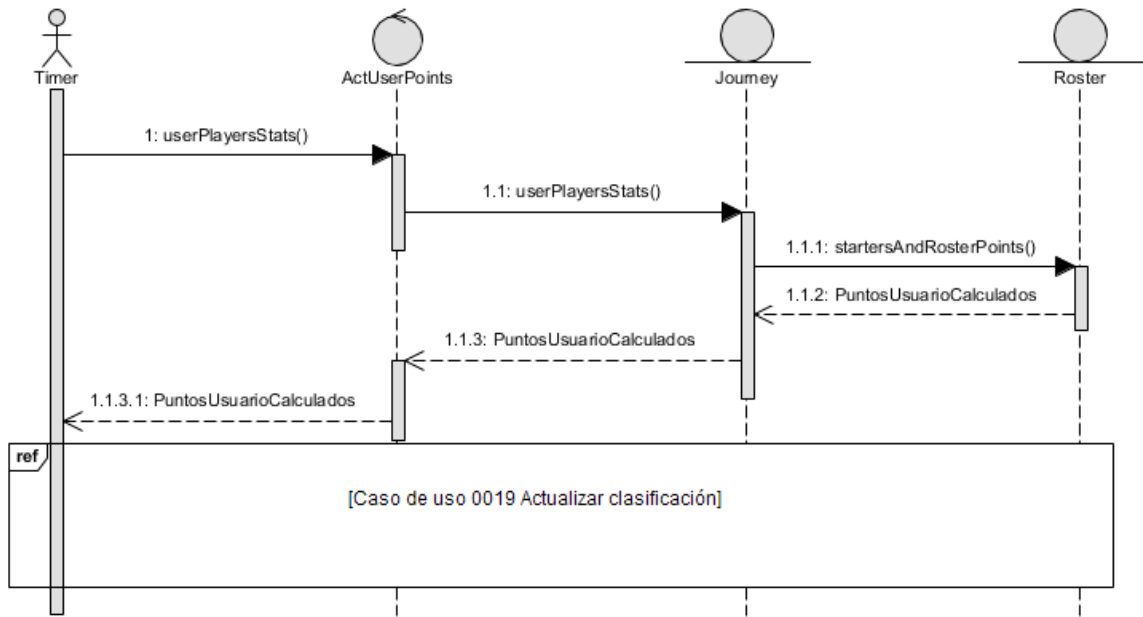 Timer
ActUserPoints
Journey
Roster
1: userPlayersStats()
1.1: userPlayersStats()
1.1.1: startersAndRosterPoints()
1.1.2: PuntosUsuarioCalculados
1.1.3: PuntosUsuarioCalculados
1.1.3.1: PuntosUsuarioCalculados
ref
[Caso de uso 0019 Actualizar clasificación]